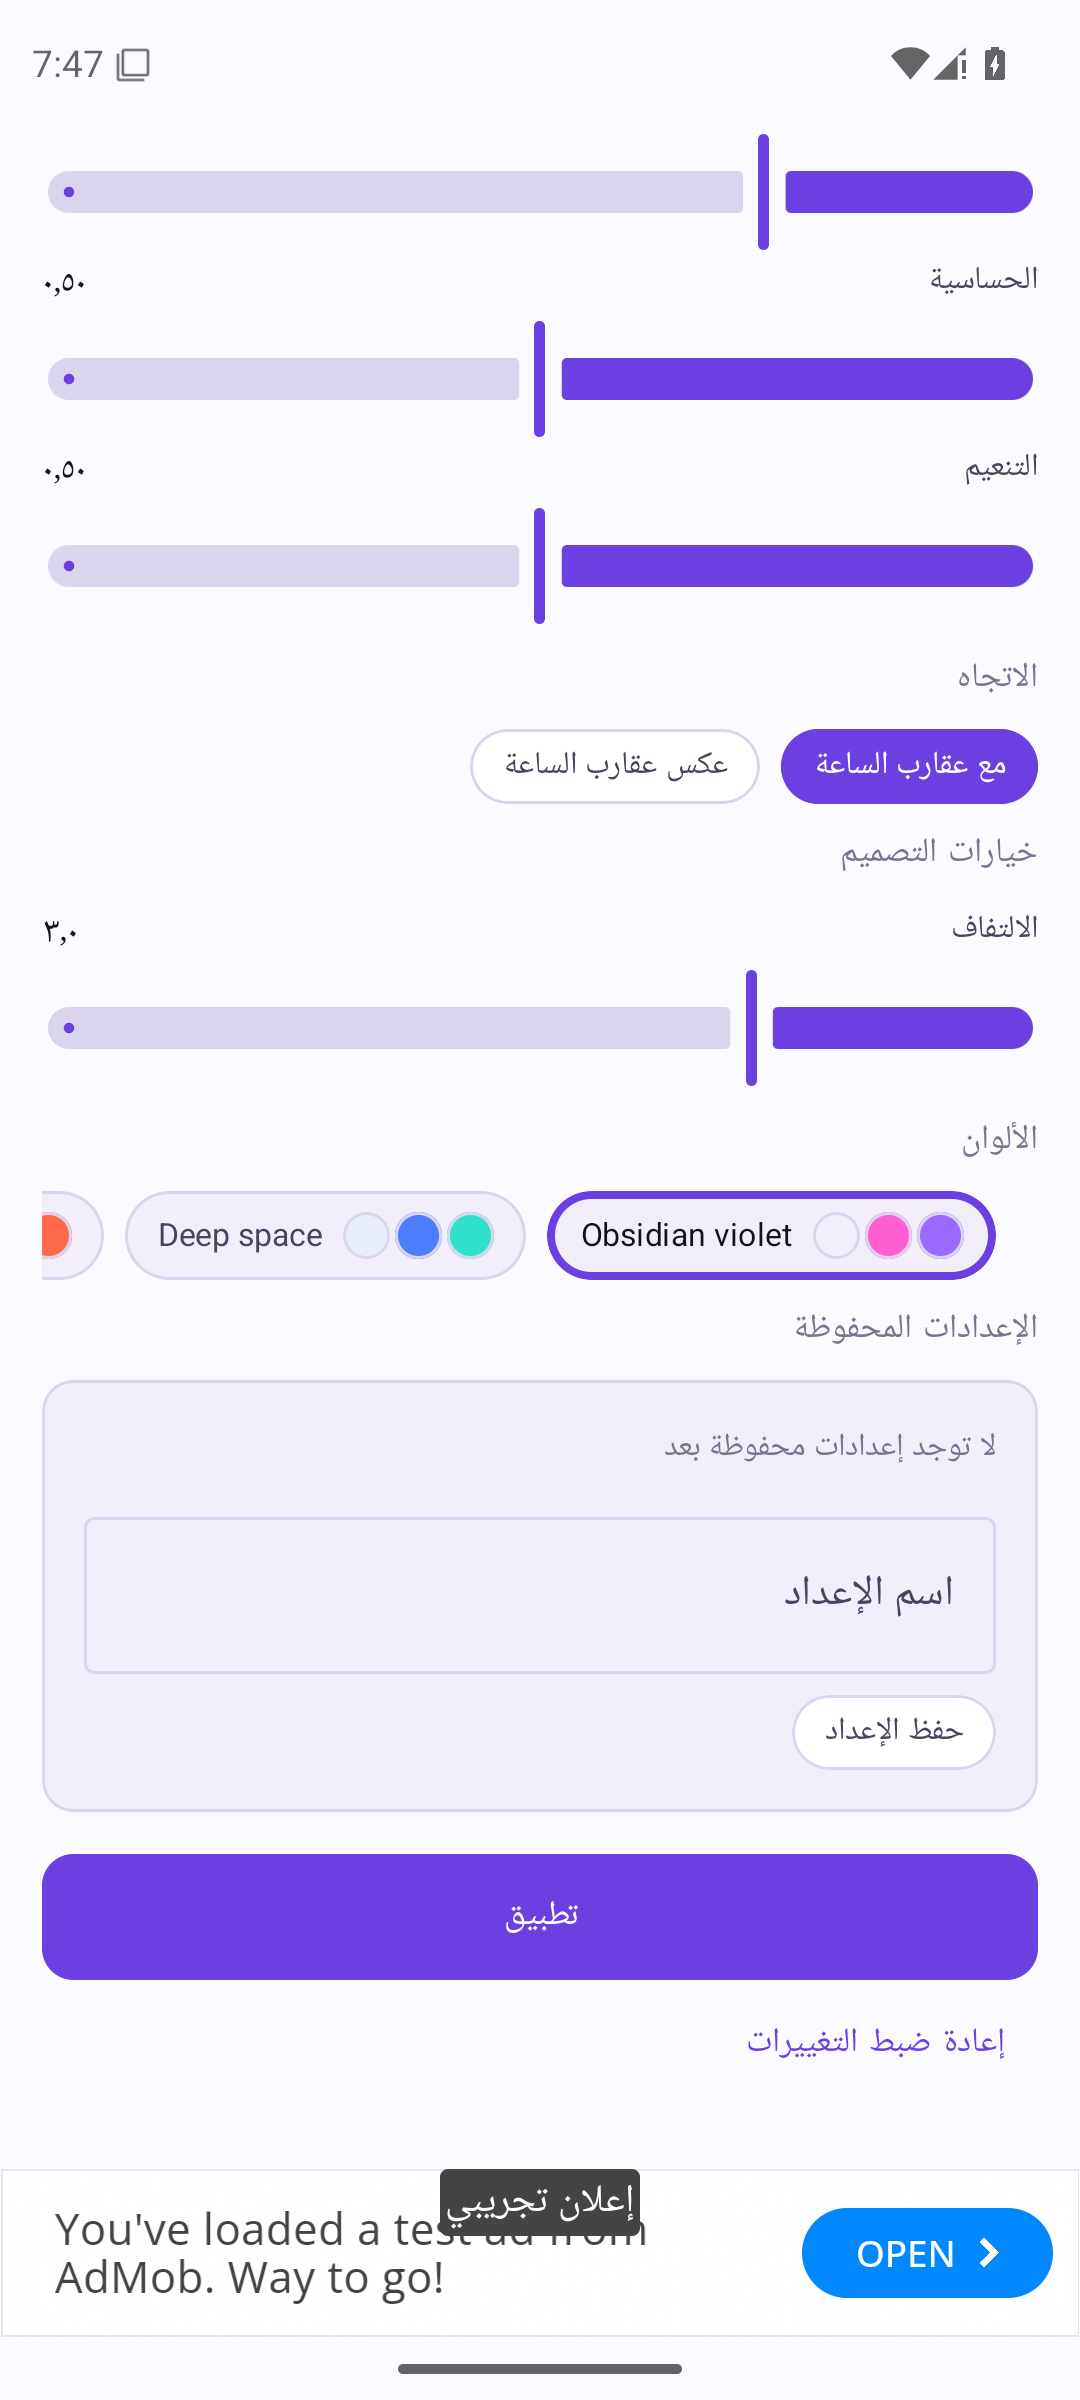 7:47
الحساسية
٠,٥٠
التنعيم
٠,٥٠
الاتجاه
مع عقارب الساعة
عكس عقارب الساعة
خيارات التصميم
الالتفاف
٣,٠
الألوان
Obsidian violet
Deep space
الإعدادات المحفوظة
لا توجد إعدادات محفوظة بعد
اسم الإعداد
حفظ الإعداد
تطبيق
إعادة ضبط التغييرات
إعلان تجريبي
You've loaded a test ad from
AdMob. Way to go!
OPEN